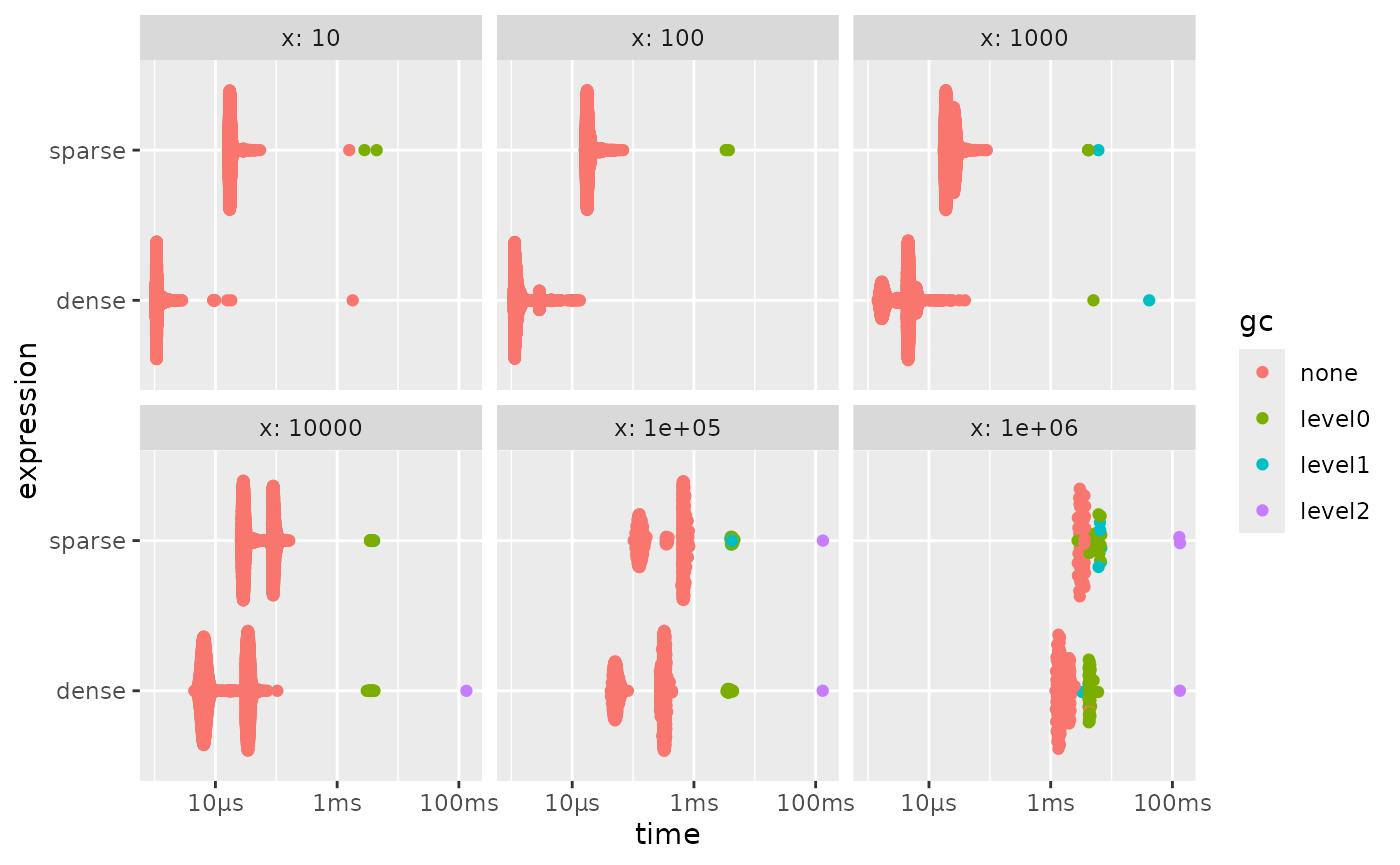 x: 10
x: 100
x: 1000
sparse
dense
x: 10000
x: 1e+05
x: 1e+06
sparse
dense
10µs
1ms
100ms
10µs
1ms
100ms
10µs
1ms
100ms
time
expression
gc
none
level0
level1
level2